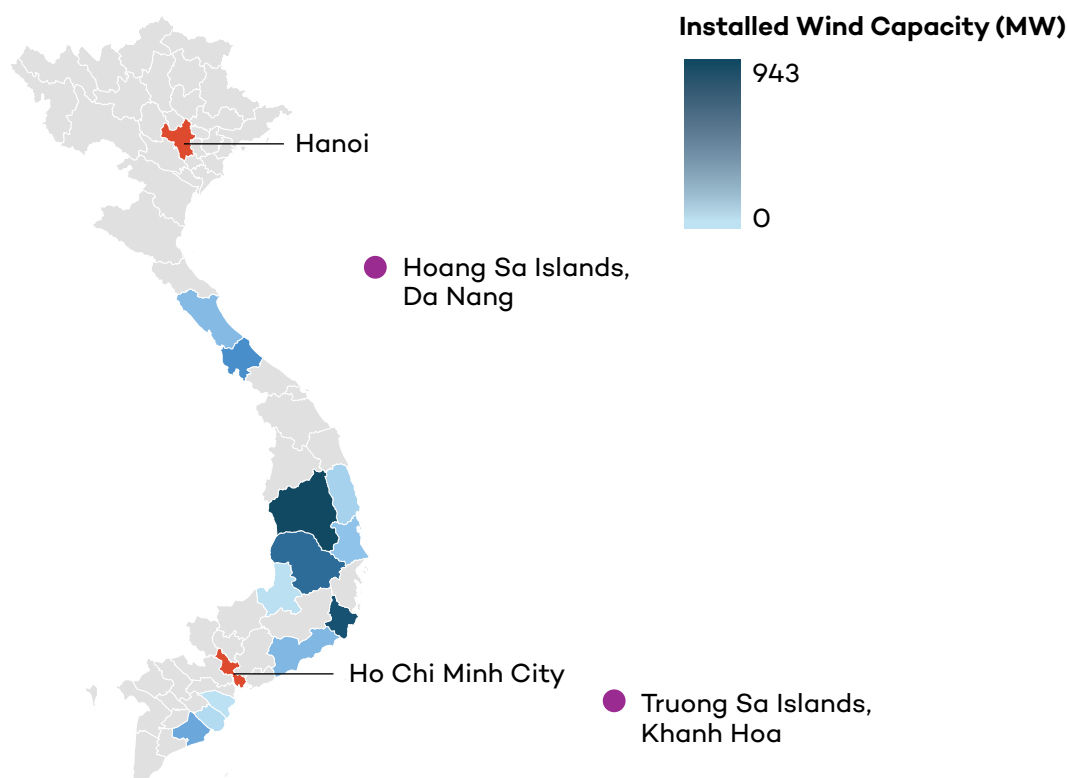 Installed Wind Capacity (MW)
943
0
Hanoi
Hoang Sa Islands,
Da Nang
Ho Chi Minh City
Truong Sa Islands,
Khanh Hoa